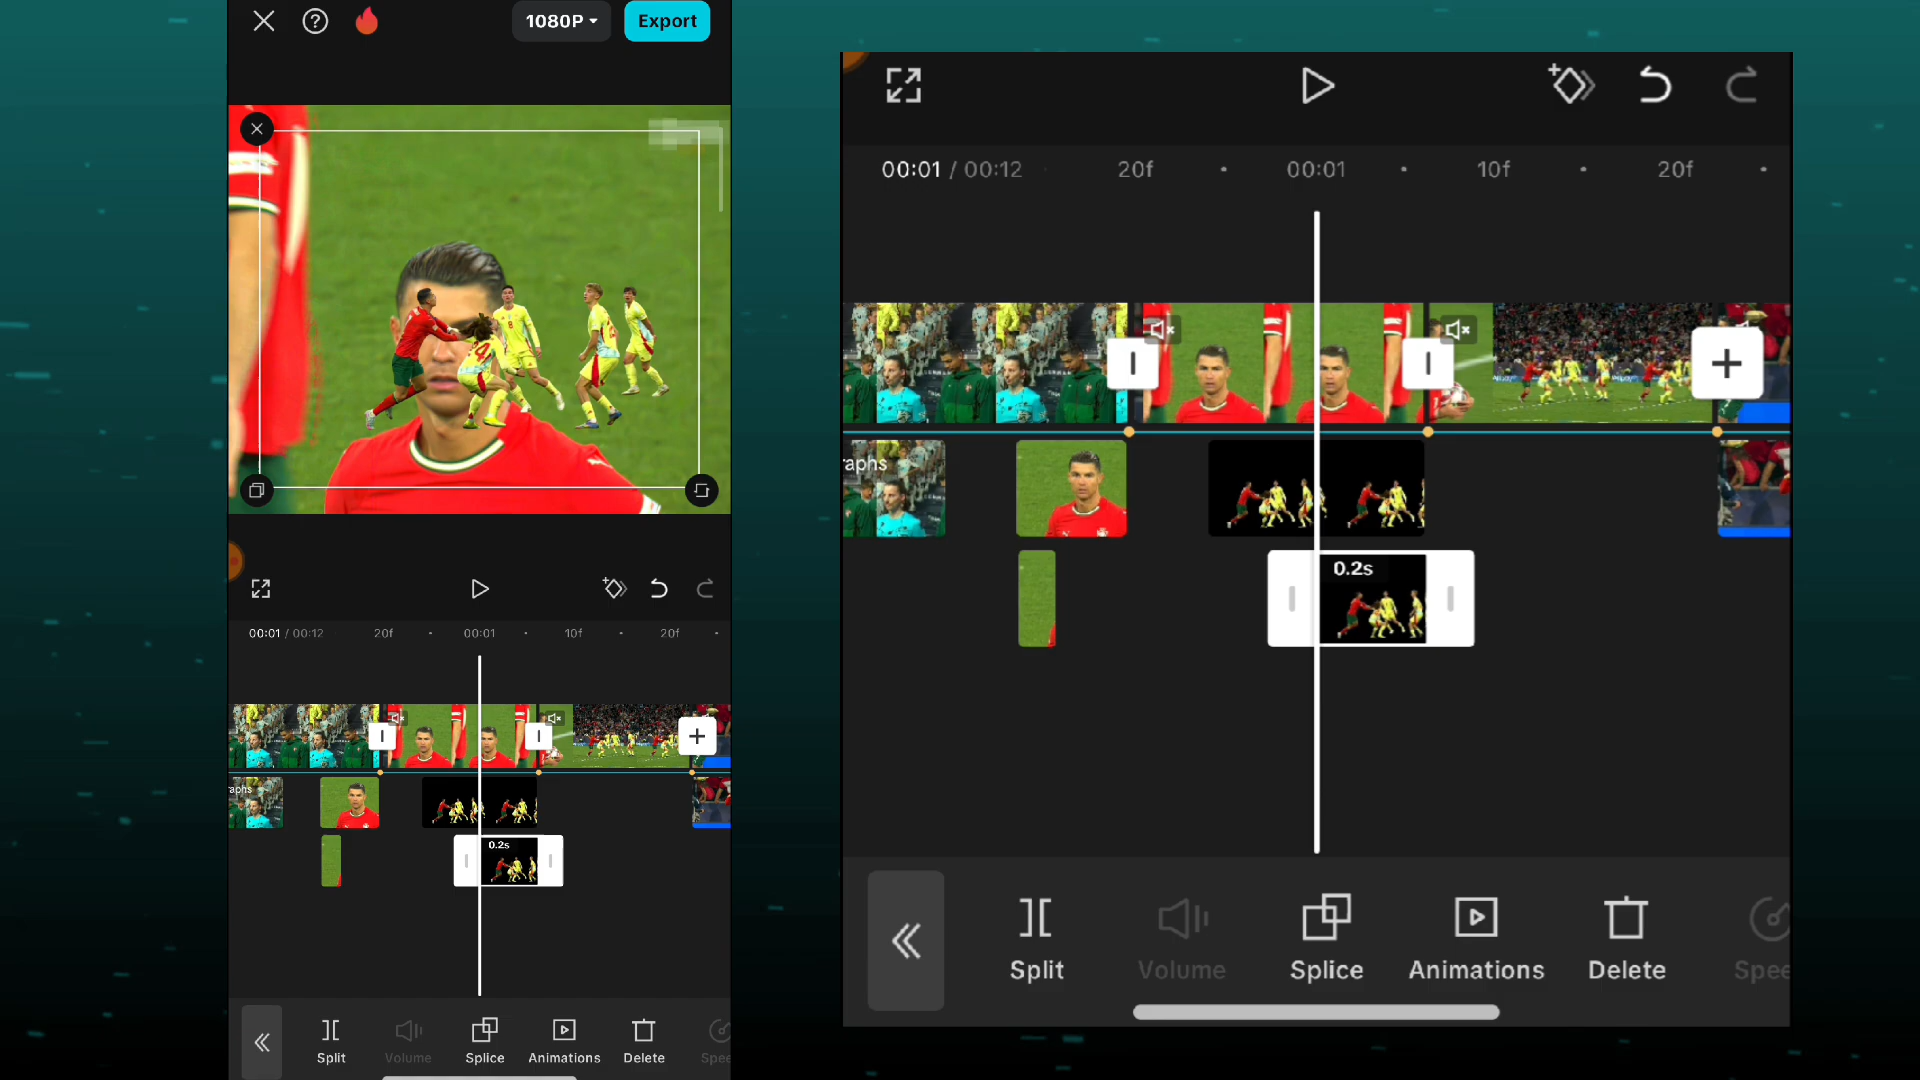 1080P
Export
00:01 / 00:12
20f
00:01
10f
20f
aphs
0.2s
Split
Volume
Splice
Animations
Delete
Spee
00:01 / 00:12
20f
00:01
10f
20f
aphs
0.2s
Split
Volume
Splice
Animations
Delete
Spee